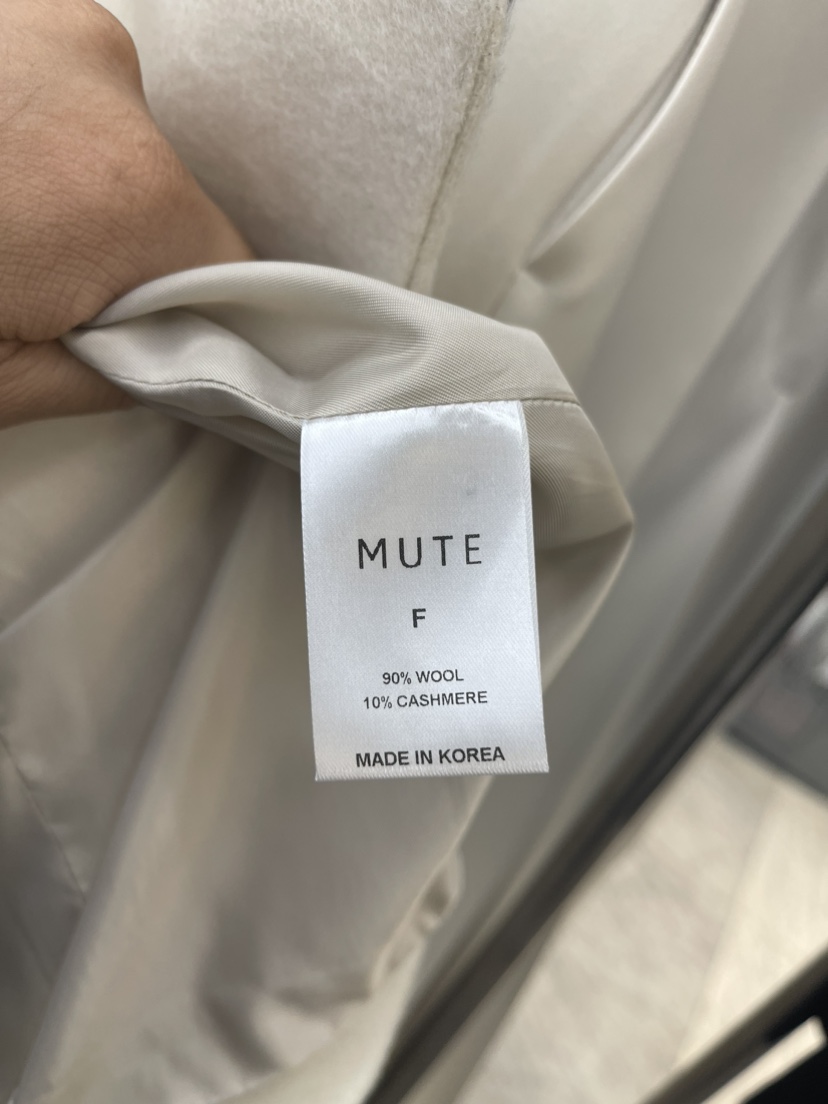 MUTE
F
90% WOOL
10% CASHMERE
MADE IN KOREA